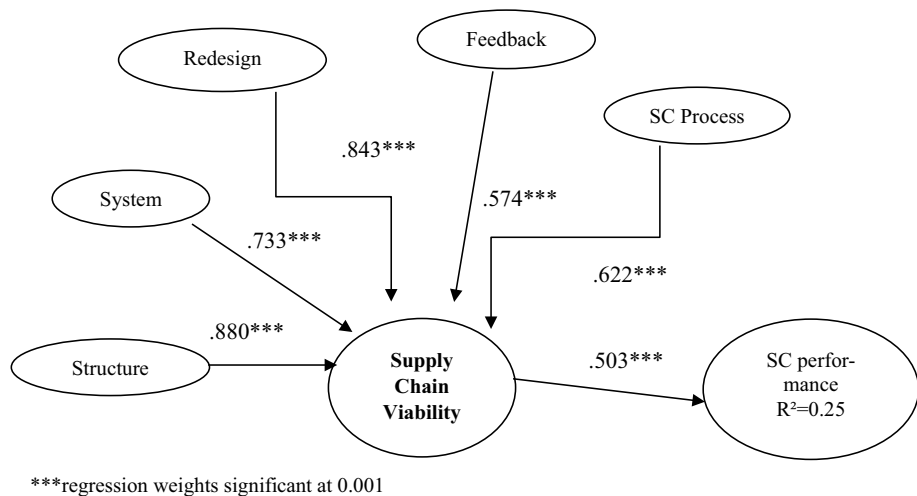 Feedback
Redesign
SC Process
.843***
System
.574***
.733***
.622***
.880***
Structure
Supply
Chain
Viability
.503***
SC perfor-
mance
R²=0.25
***regression weights significant at 0.001